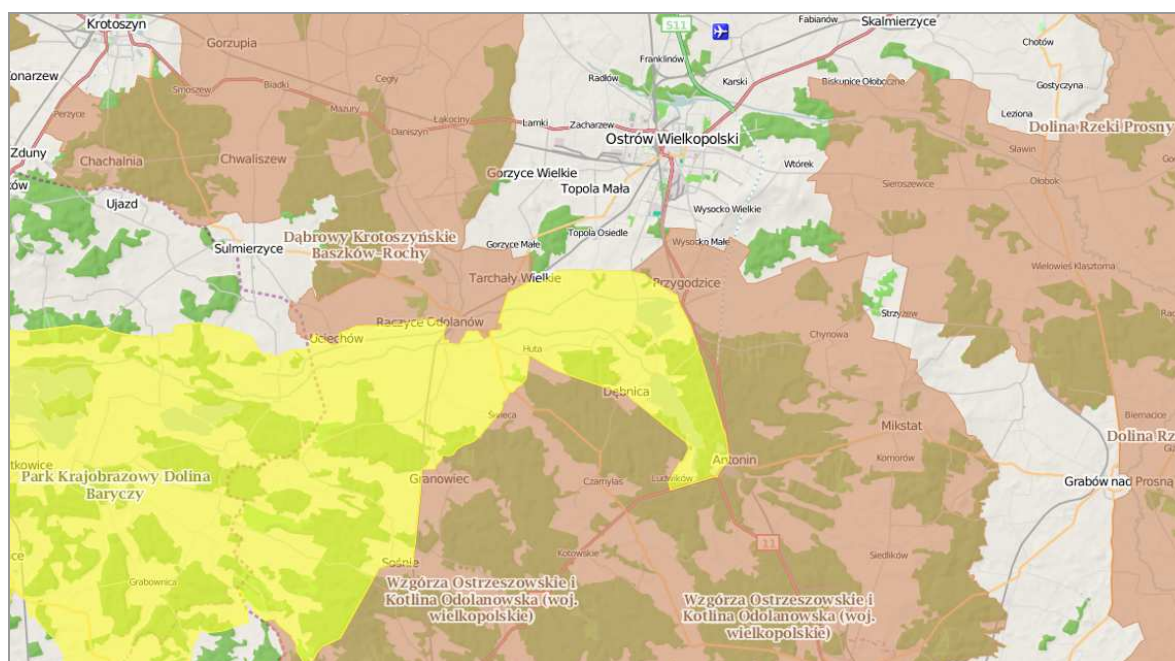 Krotoszyn
Gorzupia
Konarzew
Smoszew
Biadki
Cegły
Perzyce
Mazury
Łąkociny
Daniszyn
Zduny
Chachalnia
Chwaliszew
Ujazd
Sulmierzyce
Dąbrowy Krotoszyńskie
Baszków-Rochy
S11
Fabianów
Skalmierzyce
Franklinów
Radłów
Karski
Biskupice Ołoboczne
Chotów
Gostyczyna
Leziona
Dolina Rzeki Prosny
Łamki
Zacharzew
Ostrów Wielkopolski
Gorzyce Wielkie
Topola Mała
Wtórek
Wysocko Wielkie
Sławin
Ołobok
Sieroszewice
Gorzyce Małe
Topola Osiedle
Wysocko Małe
Wielowieś Klasztorna
Tarchały Wielkie
Przygodzice
Strzyżew
Raczyce
Odolanów
Uciechów
Huta
Chynowa
Dębnica
Świeca
Biernacice
Mikstat
Dolina Rz
Antonin
Komorów
Grabów nad
Prosną
Park Krajobrazowy Dolina
Baryczy
Granowiec
Czarnylas
Ludwików
11
Kotowskie
Siedlików
Sośnie
Grabownica
Wzgórza Ostrzeszowskie i
Kotlina Odolanowska (woj.
wielkopolskie)
Wzgórza Ostrzeszowskie i
Kotlina Odolanowska (woj.
wielkopolskie)